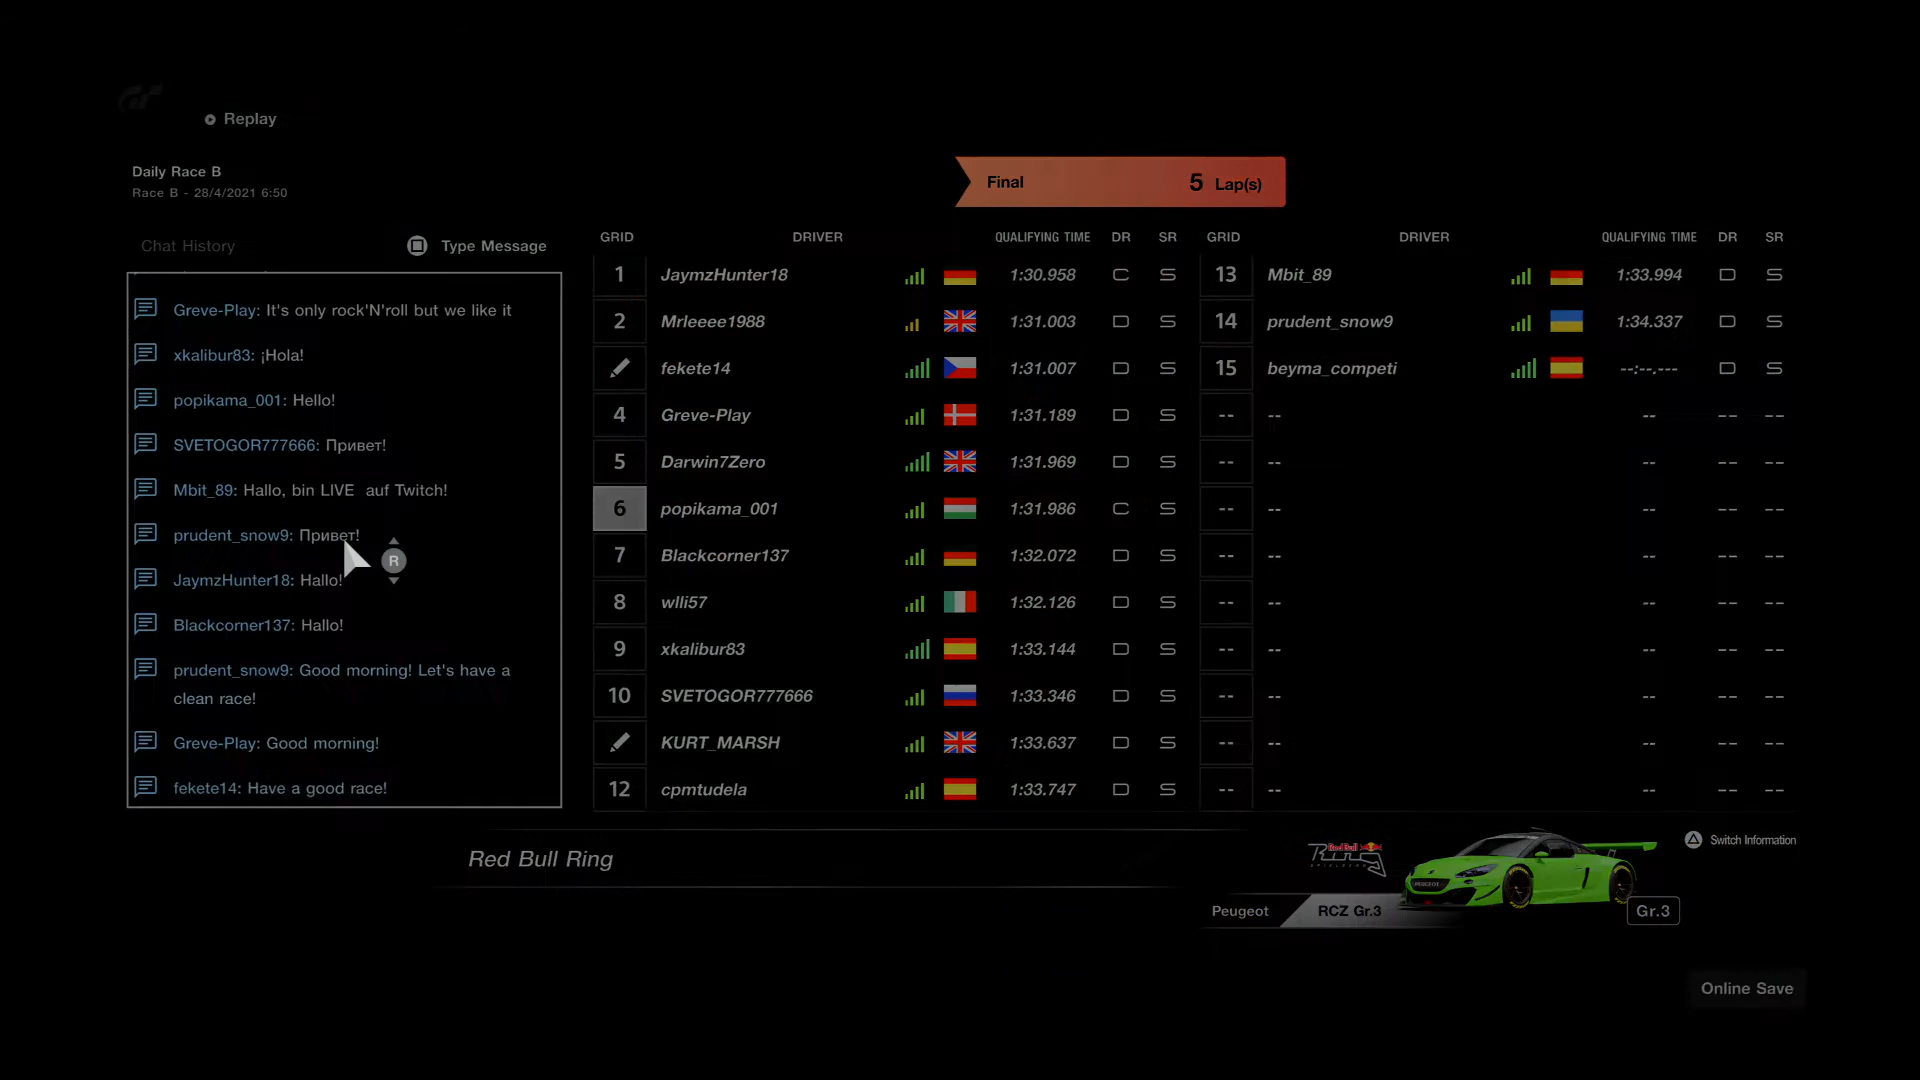 Replay
Daily Race B
Race B - 28/4/2021 6:50
Final 5 Lap(s)
Chat History Type Message
Greve-Play: It's only rock'N'roll but we like it
xkalibur83: ¡Hola!
popikama_001: Hello!
SVETOGOR777666: Привет!
Mbit_89: Hallo, bin LIVE auf Twitch!
prudent_snow9: Привет!
R
JaymzHunter18: Hallo!
Blackcorner137: Hallo!
prudent_snow9: Good morning! Let's have a
clean race!
Greve-Play: Good morning!
fekete14: Have a good race!
GRID DRIVER QUALIFYING TIME DR SR
1 JaymzHunter18 1:30.958 C S
2 Mrleeee1988 1:31.003 D S
fekete14 1:31.007 D S
4 Greve-Play 1:31.189 D S
5 Darwin7Zero 1:31.969 D S
6 popikama_001 1:31.986 C S
7 Blackcorner137 1:32.072 D S
8 wlli57 1:32.126 D S
9 xkalibur83 1:33.144 D S
10 SVETOGOR777666 1:33.346 D S
KURT_MARSH 1:33.637 D S
12 cpmtudela 1:33.747 D S
GRID DRIVER QUALIFYING TIME DR SR
13 Mbit_89 1:33.994 D S
14 prudent_snow9 1:34.337 D S
15 beyma_competi --:--.--- D S
-- -- -- -- --
-- -- -- -- --
-- -- -- -- --
-- -- -- -- --
-- -- -- -- --
-- -- -- -- --
-- -- -- -- --
-- -- -- -- --
-- -- -- -- --
Red Bull Ring
Red Bull
Ring
SPIELBERG
PEUGEOT
Switch Information
Peugeot RCZ Gr.3 Gr.3
Online Save